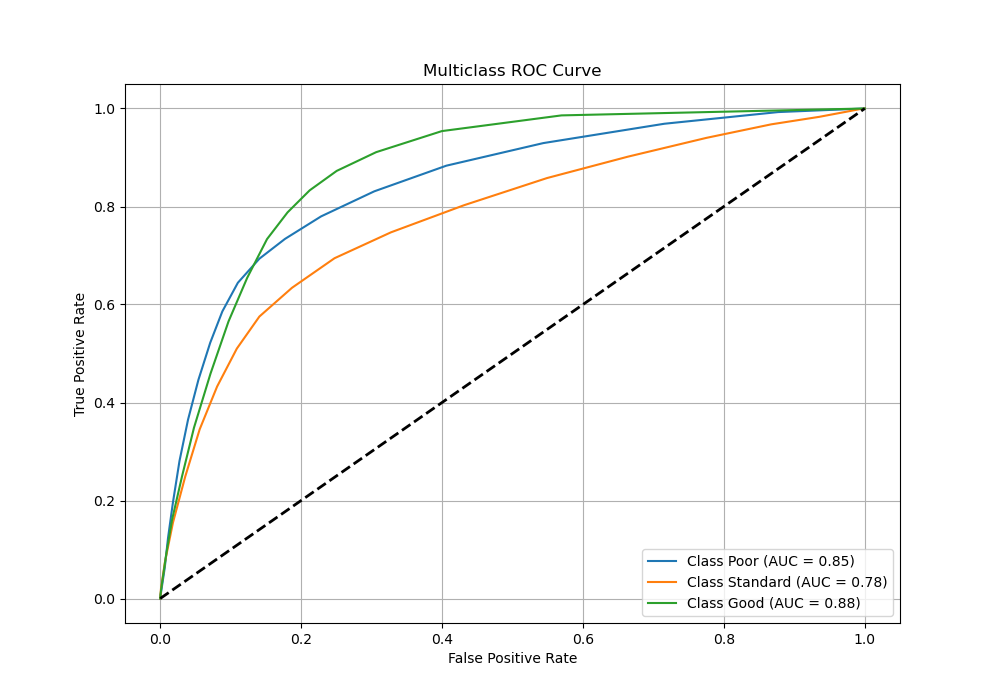 Multiclass ROC Curve
True Positive Rate
1.0
0.8
0.6
0.4
0.2
0.0
Class Poor (AUC = 0.85)
Class Standard (AUC = 0.78)
Class Good (AUC = 0.88)
0.0 0.2 0.4 0.6 0.8 1.0
False Positive Rate